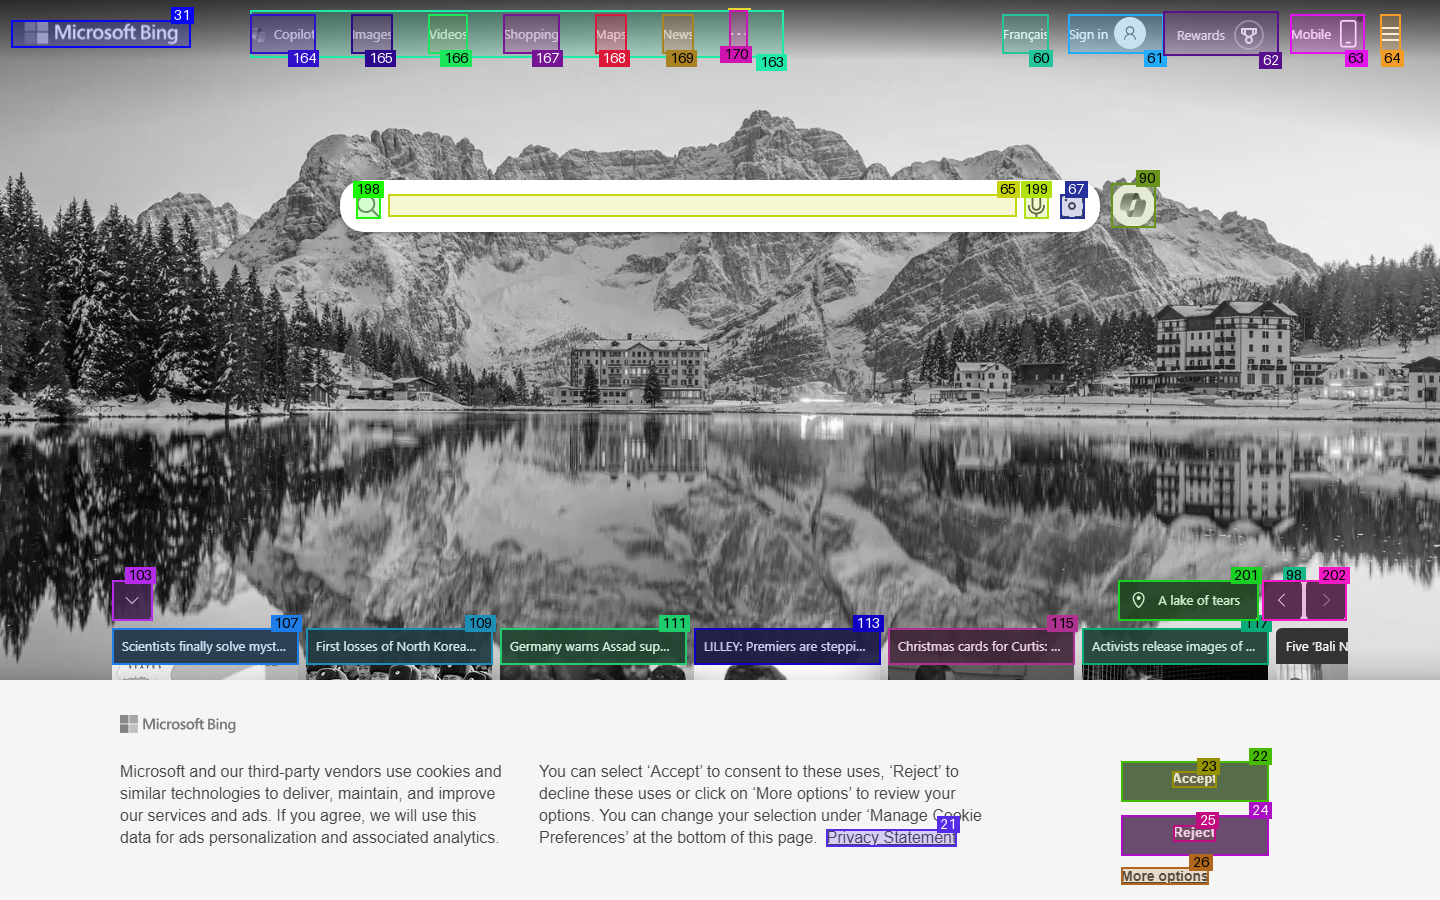 Microsoft Bing
31
Copilot
Images
Videos
Shopping
Maps
News
...
164
165
166
167
168
169
170
163
Français
Sign in
Rewards
Mobile
60
61
62
63
64
198
65
199
67
90
103
201
98
202
A lake of tears
107
109
111
113
115
117
Scientists finally solve myst...
First losses of North Korea...
Germany warns Assad sup...
LILLEY: Premiers are steppi...
Christmas cards for Curtis: ...
Activists release images of ...
Five 'Bali N
Microsoft Bing
Microsoft and our third-party vendors use cookies and
similar technologies to deliver, maintain, and improve
our services and ads. If you agree, we will use this
data for ads personalization and associated analytics.
You can select ‘Accept’ to consent to these uses, ‘Reject’ to
decline these uses or click on ‘More options’ to review your
options. You can change your selection under ‘Manage Cookie
Preferences’ at the bottom of this page. Privacy Statement
21
22
23
Accept
24
25
Reject
26
More options